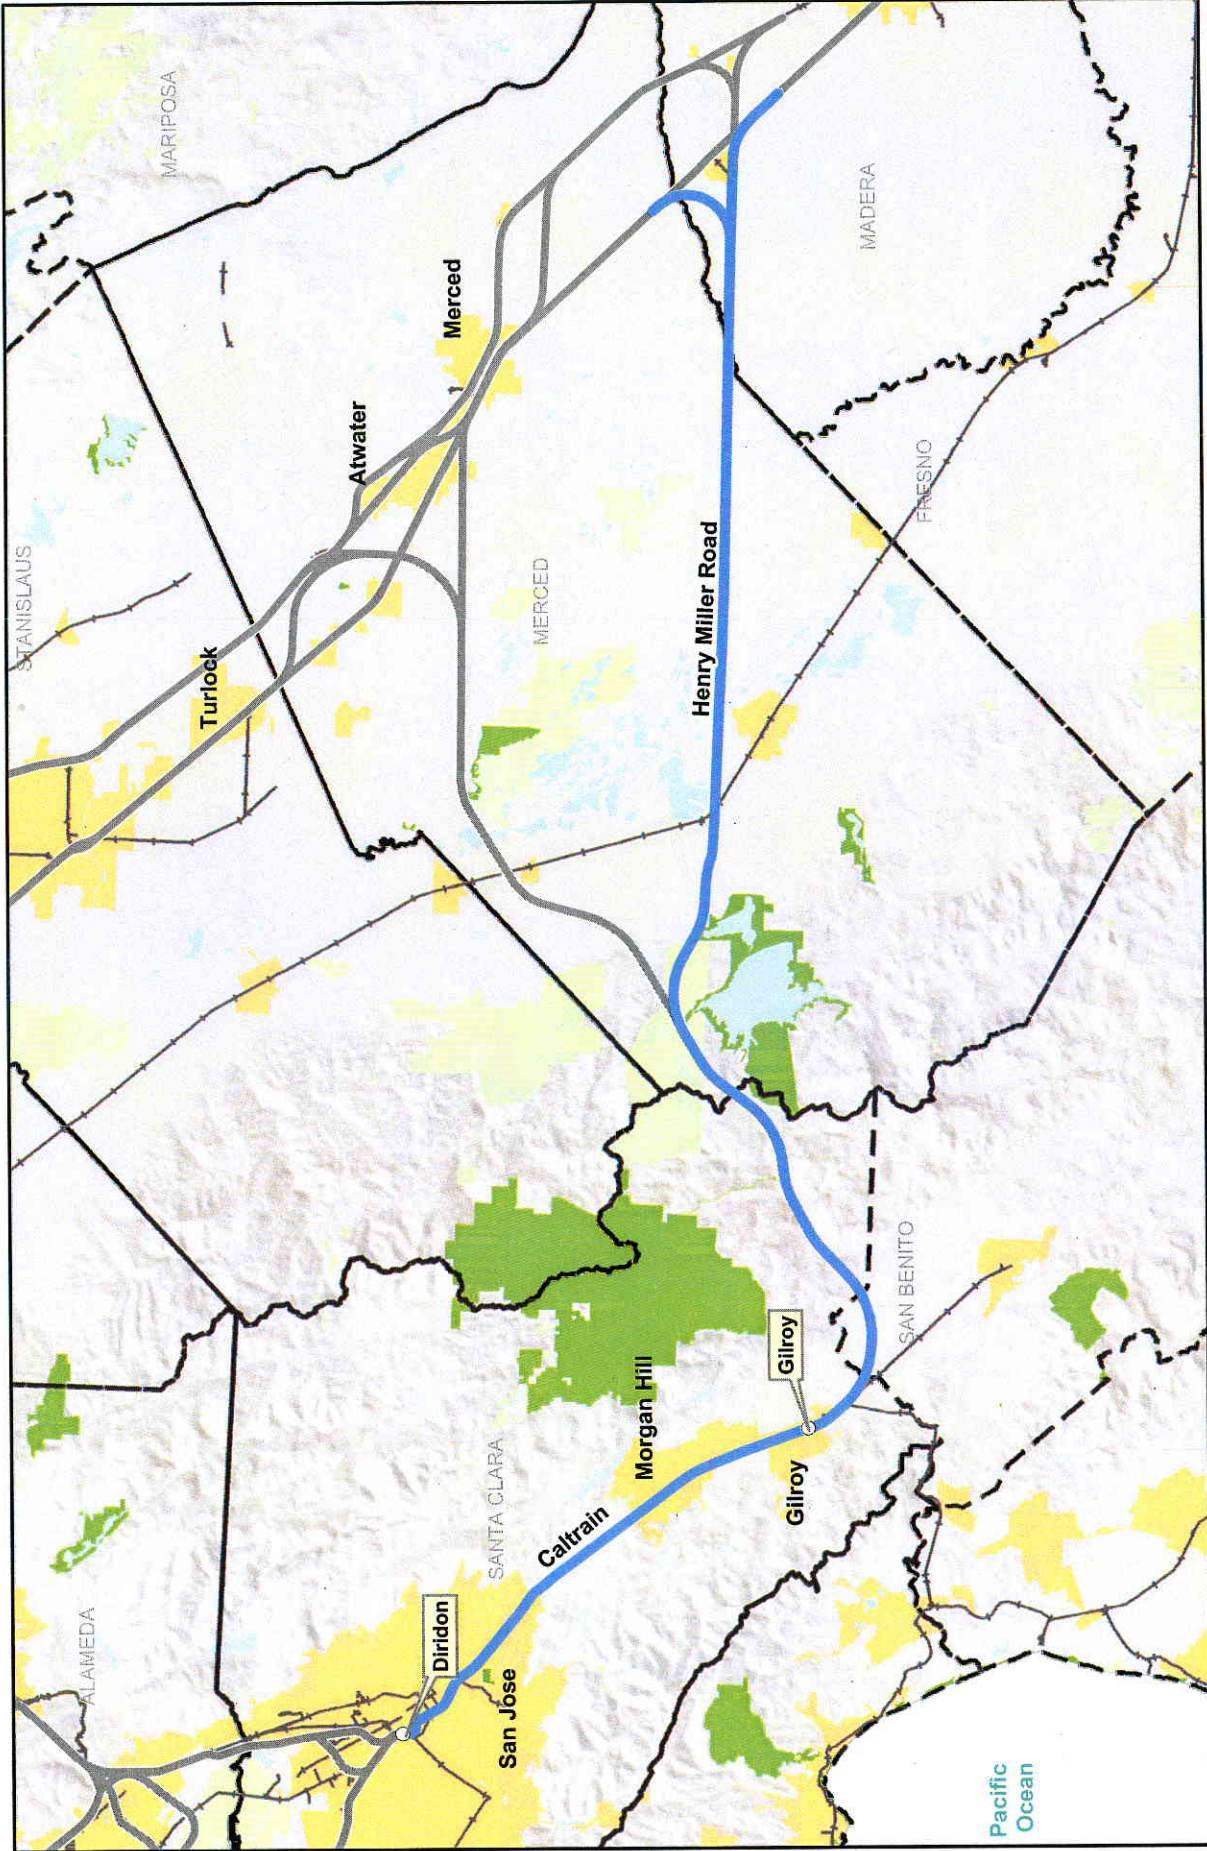 STANISLAUS
MARIPOSA
Turlock
Atwater
Merced
MERCED
ALAMEDA
Diridon
San Jose
SANTA CLARA
Caltrain
Morgan Hill
Gilroy
Gilroy
Henry Miller Road
MADERA
FRESNO
SAN BENITO
Pacific
Ocean